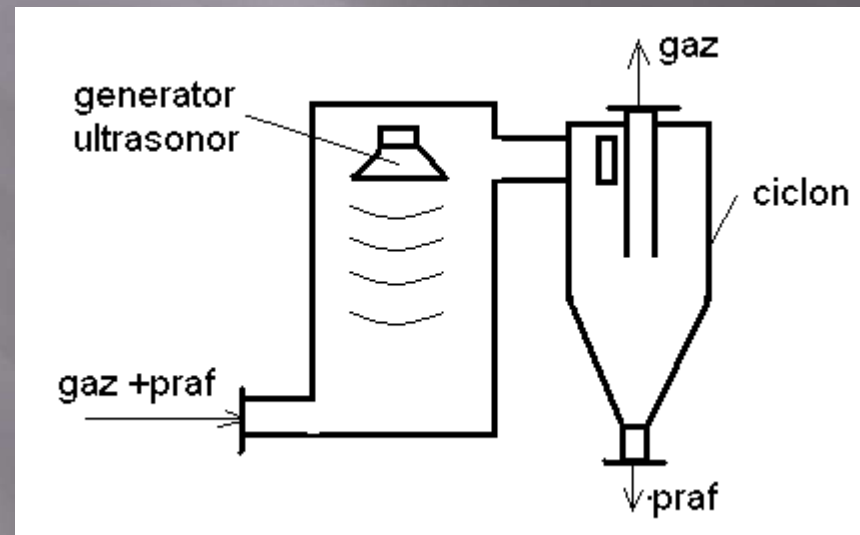 gaz
generator
ultrasonor
ciclon
gaz +praf
praf